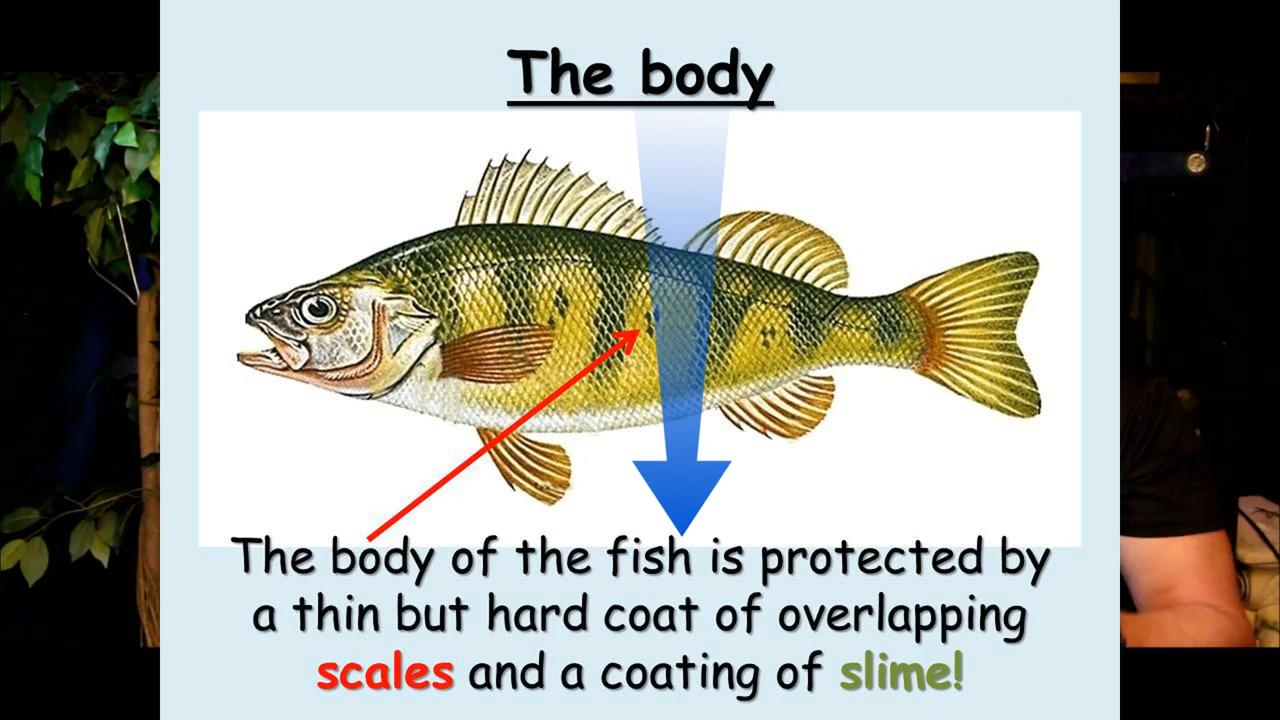 The body
The body of the fish is protected by
a thin but hard coat of overlapping
scales and a coating of slime!